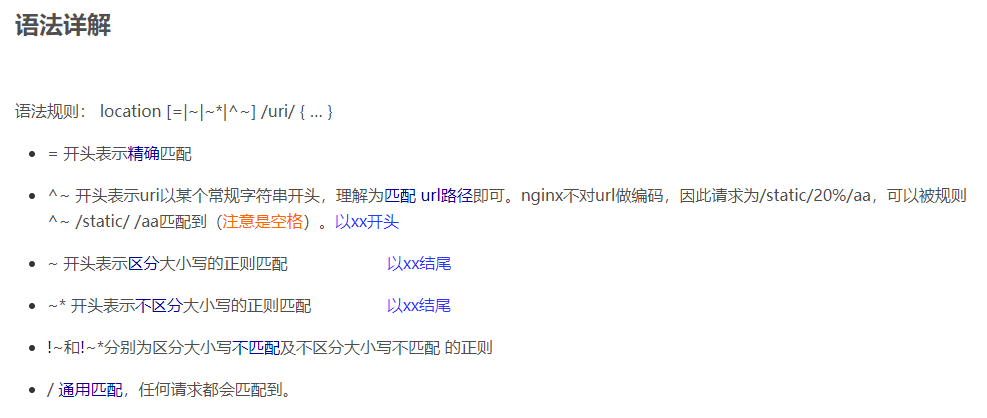 语法详解
语法规则： location [=|~|~*|^~] /uri/ { … }
= 开头表示精确匹配
^~ 开头表示uri以某个常规字符串开头，理解为匹配 url路径即可。nginx不对url做编码，因此请求为/static/20%/aa，可以被规则
^~ /static/ /aa匹配到（注意是空格）。以xx开头
~ 开头表示区分大小写的正则匹配 以xx结尾
~* 开头表示不区分大小写的正则匹配 以xx结尾
!~和!~*分别为区分大小写不匹配及不区分大小写不匹配 的正则
/ 通用匹配，任何请求都会匹配到。